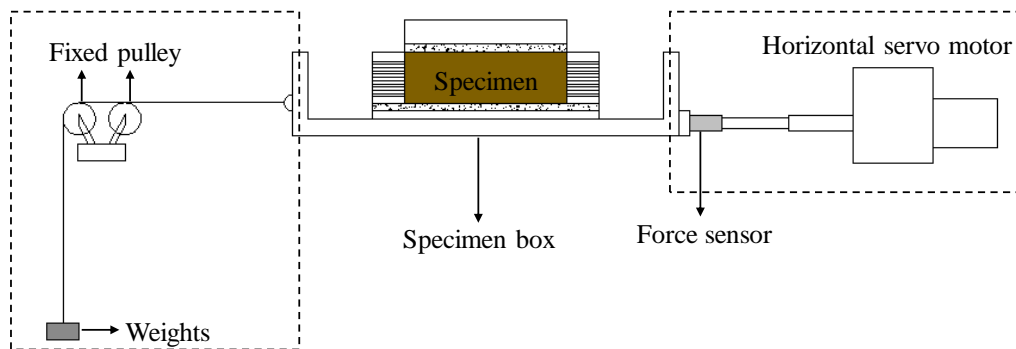 Fixed pulley
Horizontal servo motor
Specimen
Specimen box
Force sensor
Weights